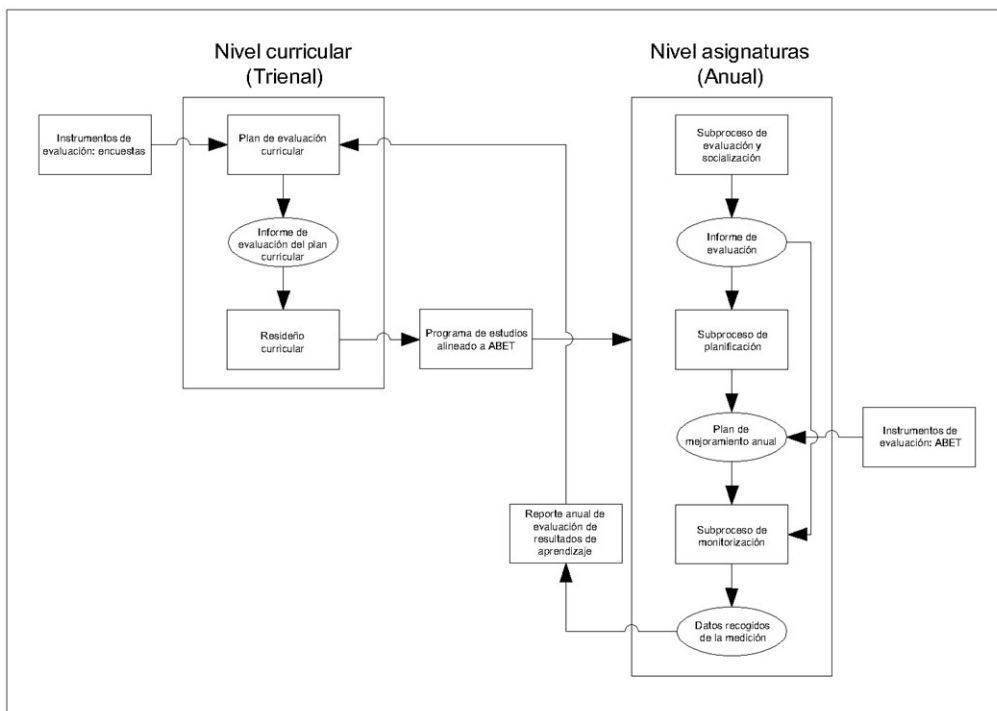 Nivel curricular
(Trienal)
Instrumentos de
evaluación: encuestas
Plan de evaluación
curricular
Informe de
evaluación del plan
curricular
Resideño
curricular
Programa de estudios
alineado a ABET
Reporte anual de
evaluación de
resultados de
aprendizaje
Nivel asignaturas
(Anual)
Subproceso de
evaluación y
socialización
Informe de
evaluación
Subproceso de
planificación
Plan de
mejoramiento anual
Instrumentos de
evaluación: ABET
Subproceso de
monitorización
Datos recogidos
de la medición